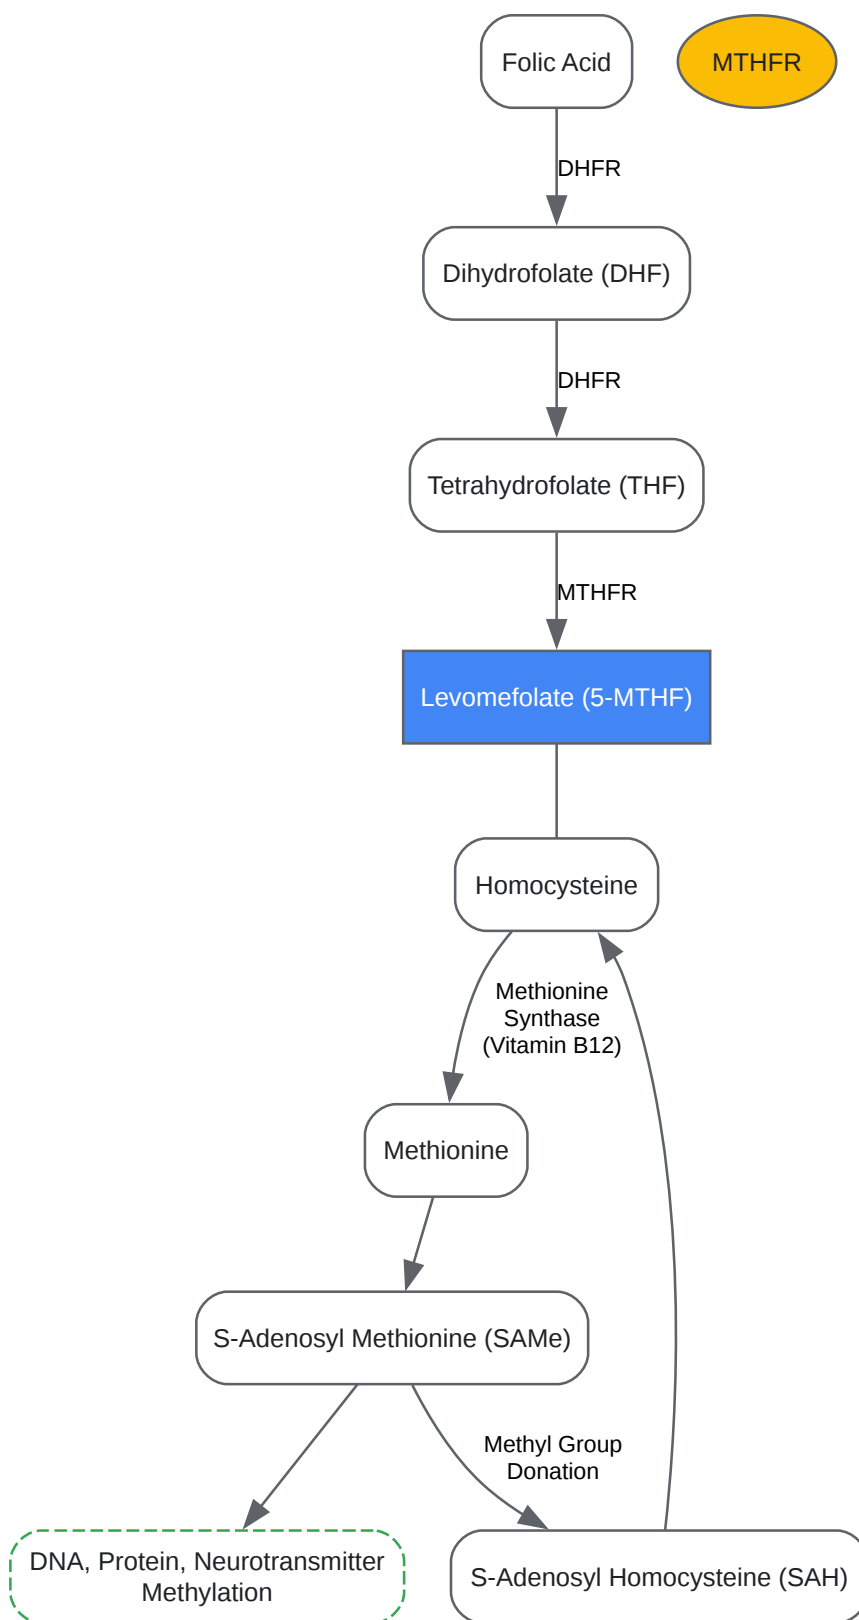 Folic Acid
MTHFR
DHFR
Dihydrofolate (DHF)
DHFR
Tetrahydrofolate (THF)
MTHFR
Levomefolate (5-MTHF)
Homocysteine
Methionine
Synthase
(Vitamin B12)
Methionine
S-Adenosyl Methionine (SAMe)
Methyl Group
Donation
DNA, Protein, Neurotransmitter
Methylation
S-Adenosyl Homocysteine (SAH)